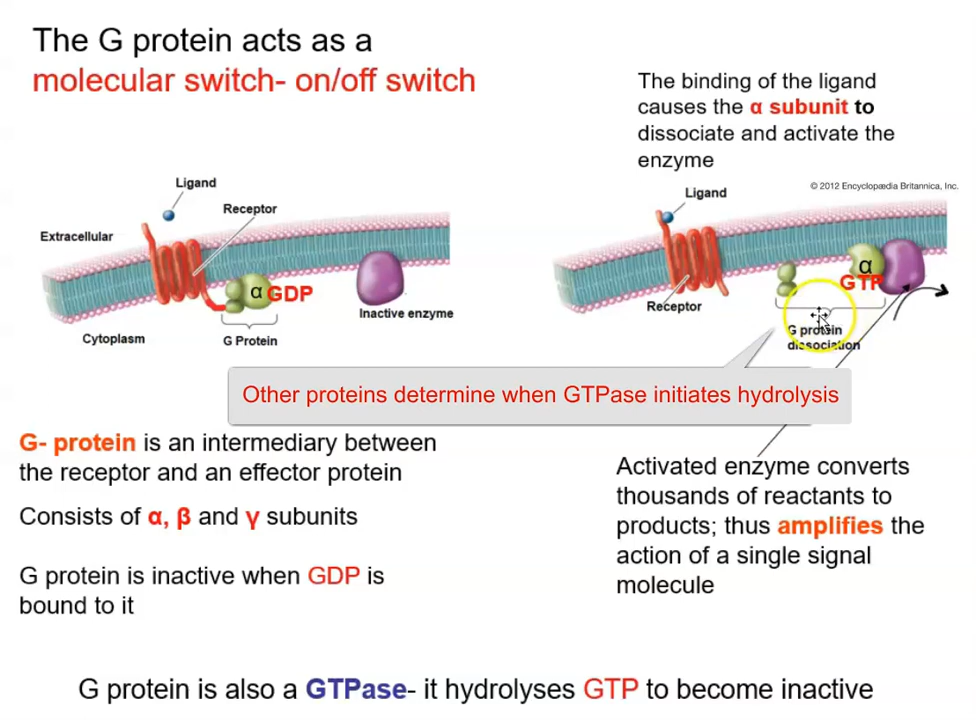 The G protein acts as a
molecular switch- on/off switch
The binding of the ligand
causes the α subunit to
dissociate and activate the
enzyme
© 2012 Encyclopædia Britannica, Inc.
Ligand
Receptor
Extracellular
α GDP
Inactive enzyme
Cytoplasm
G Protein
Ligand
α
GTP
Receptor
G protein
dissociation
Other proteins determine when GTPase initiates hydrolysis
G- protein is an intermediary between
the receptor and an effector protein
Consists of α, β and γ subunits
G protein is inactive when GDP is
bound to it
Activated enzyme converts
thousands of reactants to
products; thus amplifies the
action of a single signal
molecule
G protein is also a GTPase- it hydrolyses GTP to become inactive